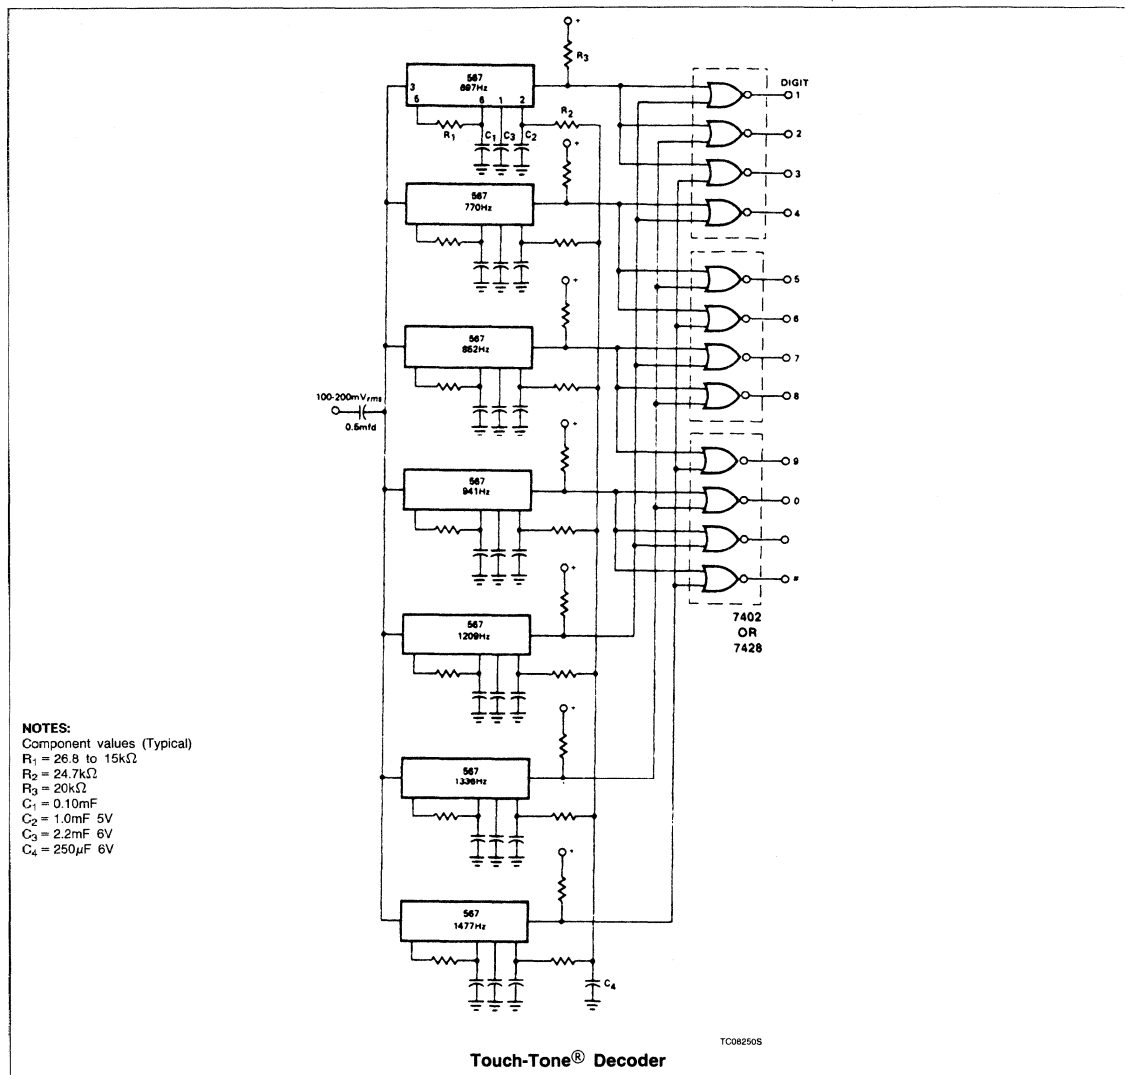 +
R3
567
697Hz
3
5
6
1
2
R1
C1
C3
C2
R2
DIGIT
1
2
3
4
+
567
770Hz
5
6
7
8
+
567
852Hz
100-200mVrms
0.5mfd
+
567
941Hz
9
0
#
+
567
1209Hz
7402
OR
7428
+
567
1336Hz
NOTES:
Component values (Typical)
R1 = 26.8 to 15kΩ
R2 = 24.7kΩ
R3 = 20kΩ
C1 = 0.10mF
C2 = 1.0mF 5V
C3 = 2.2mF 6V
C4 = 250µF 6V
+
567
1477Hz
C4
TC08250S
Touch-Tone® Decoder